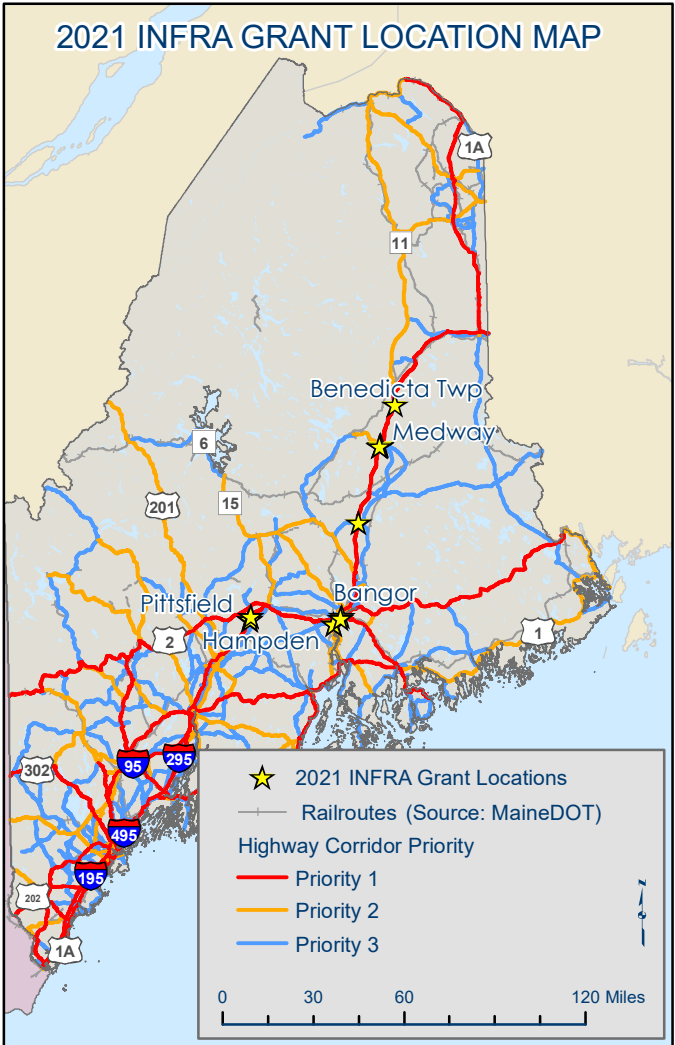 2021 INFRA GRANT LOCATION MAP
1A
11
Benedicta Twp
Medway
6
201
15
Bangor
Pittsfield
Hampden
2
1
302
95
295
495
195
202
1A
2021 INFRA Grant Locations
Railroutes (Source: MaineDOT)
Highway Corridor Priority
Priority 1
Priority 2
Priority 3
N
0 30 60 120 Miles